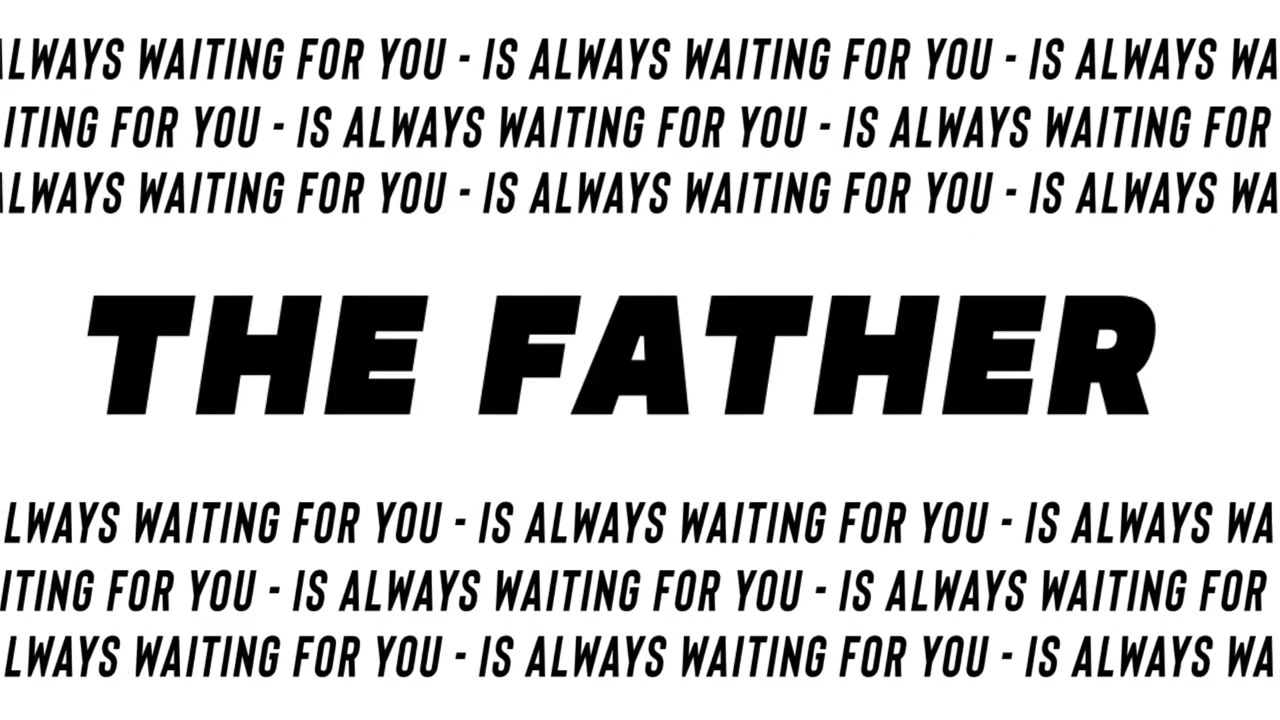 ALWAYS WAITING FOR YOU - IS ALWAYS WAITING FOR YOU - IS ALWAYS WA
ITING FOR YOU - IS ALWAYS WAITING FOR YOU - IS ALWAYS WAITING FOR
ALWAYS WAITING FOR YOU - IS ALWAYS WAITING FOR YOU - IS ALWAYS WA
THE FATHER
LWAYS WAITING FOR YOU - IS ALWAYS WAITING FOR YOU - IS ALWAYS WA
ITING FOR YOU - IS ALWAYS WAITING FOR YOU - IS ALWAYS WAITING FOR
LWAYS WAITING FOR YOU - IS ALWAYS WAITING FOR YOU - IS ALWAYS WA